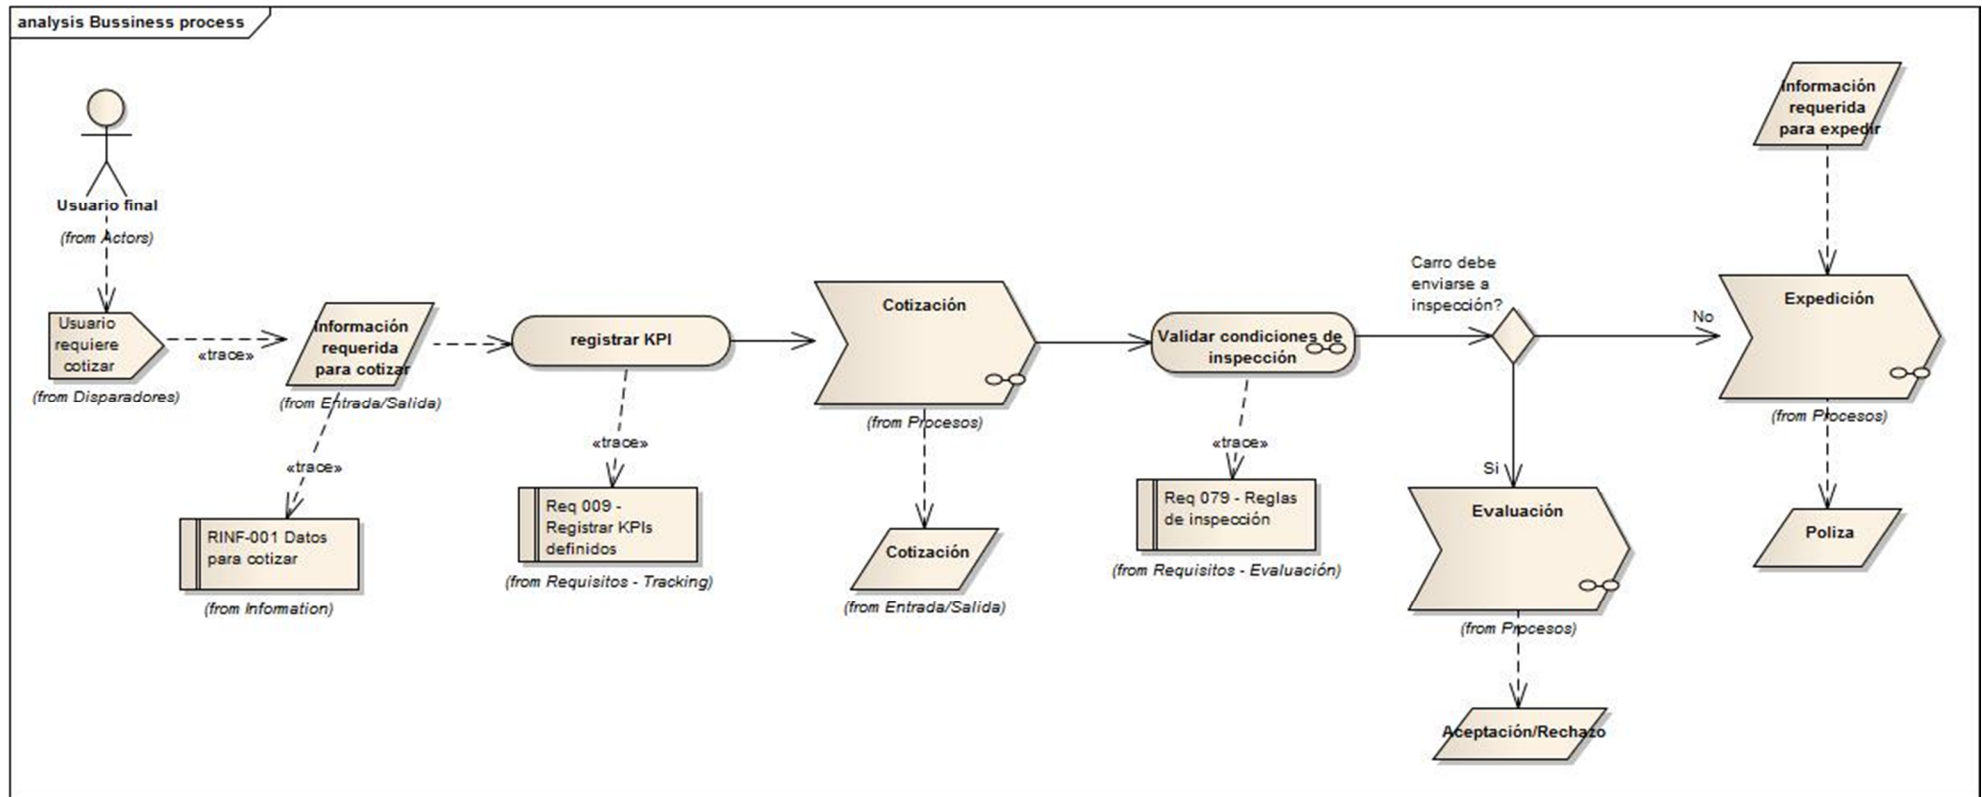 analysis Bussiness process
Usuario final
(from Actors)
Usuario
requiere
cotizar
(from Disparadores)
«trace»
Información
requerida
para cotizar
(from Entrada/Salida)
«trace»
RINF-001 Datos
para cotizar
(from Information)
registrar KPI
«trace»
Req 009 -
Registrar KPIs
definidos
(from Requisitos - Tracking)
Cotización
(from Procesos)
Cotización
(from Entrada/Salida)
Validar condiciones de
inspección
«trace»
Req 079 - Reglas
de inspección
(from Requisitos - Evaluación)
Carro debe
enviarse a
inspección?
No
Si
Evaluación
(from Procesos)
Aceptación/Rechazo
Información
requerida
para expedir
Expedición
(from Procesos)
Poliza